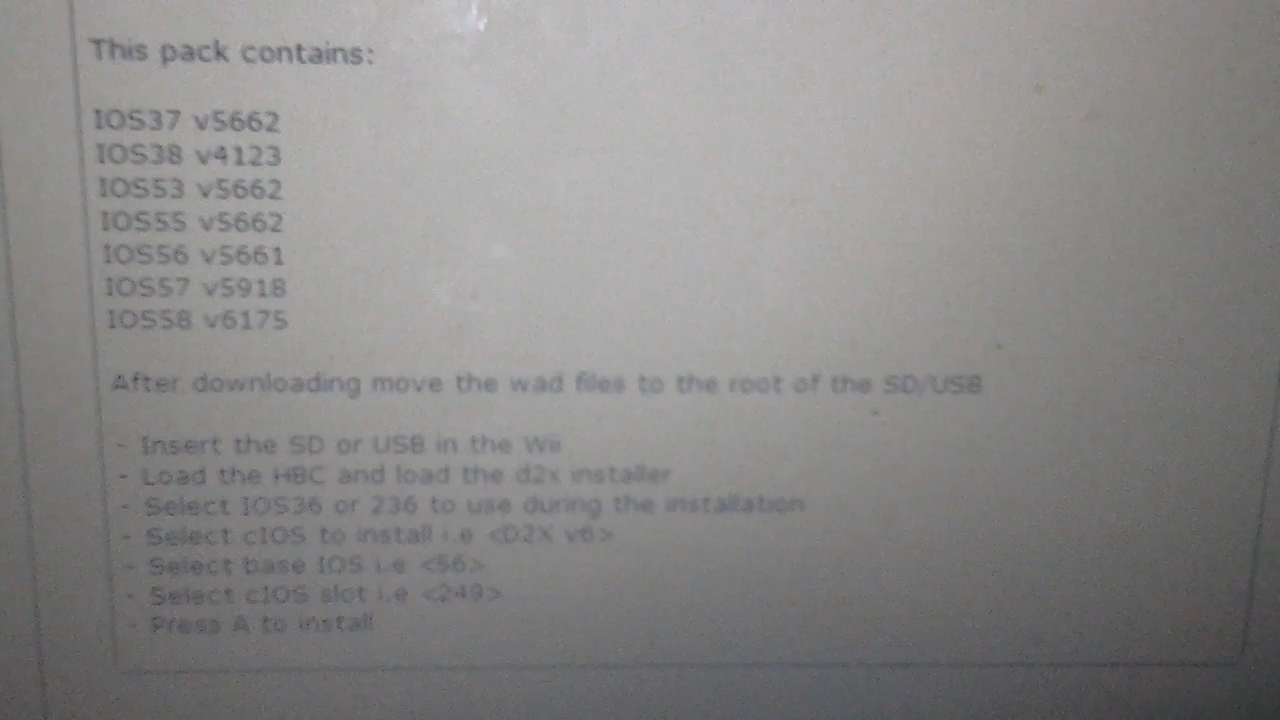 This pack contains:
IOS37 v5662
IOS38 v4123
IOS53 v5662
IOS55 v5662
IOS56 v5661
IOS57 v5918
IOS58 v6175
After downloading move the wad files to the root of the SD/USB
- Insert the SD or USB in the Wii
- Load the HBC and load the d2x installer
- Select IOS36 or 236 to use during the installation
- Select cIOS to install i.e <D2X v6>
- Select base IOS i.e <56>
- Select cIOS slot i.e <249>
- Press A to install